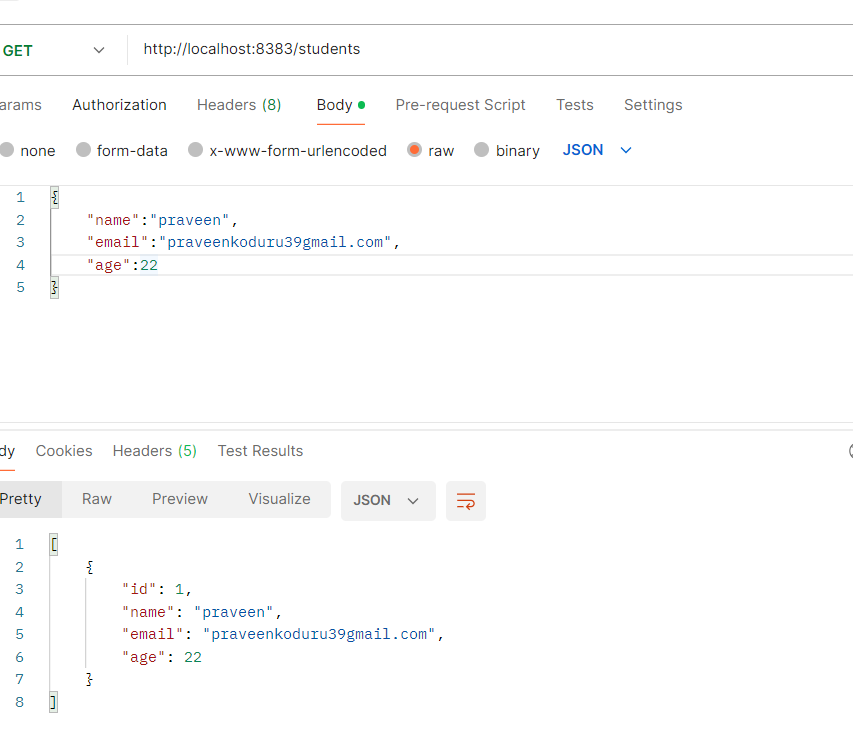 GET http://localhost:8383/students
arams Authorization Headers (8) Body Pre-request Script Tests Settings
none form-data x-www-form-urlencoded raw binary JSON
1 {
2 "name":"praveen",
3 "email":"praveenkoduru39gmail.com",
4 "age":22
5 }
dy Cookies Headers (5) Test Results
Pretty Raw Preview Visualize JSON
1 [
2 {
3 "id": 1,
4 "name": "praveen",
5 "email": "praveenkoduru39gmail.com",
6 "age": 22
7 }
8 ]